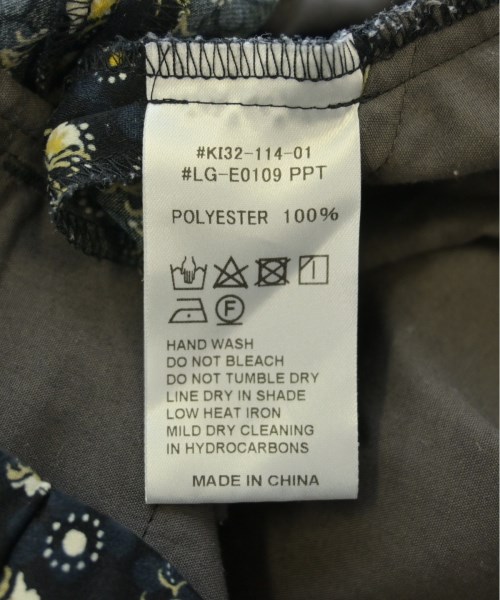 #KI32-114-01
#LG-E0109 PPT
POLYESTER 100%
F
HAND WASH
DO NOT BLEACH
DO NOT TUMBLE DRY
LINE DRY IN SHADE
LOW HEAT IRON
MILD DRY CLEANING
IN HYDROCARBONS
MADE IN CHINA